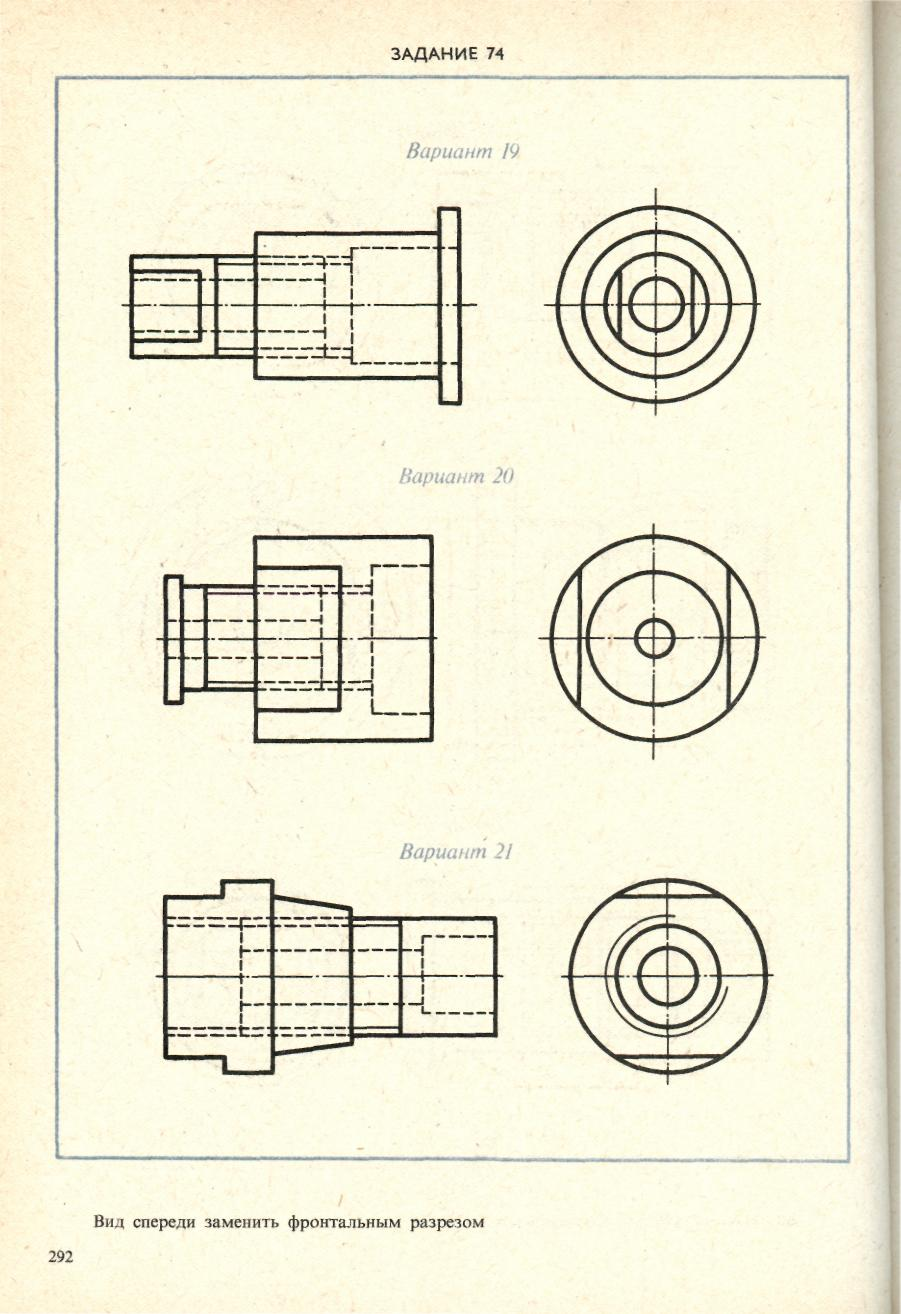 ЗАДАНИЕ 74
Вариант 19
Вариант 20
Вариант 21
Вид спереди заменить фронтальным разрезом
292